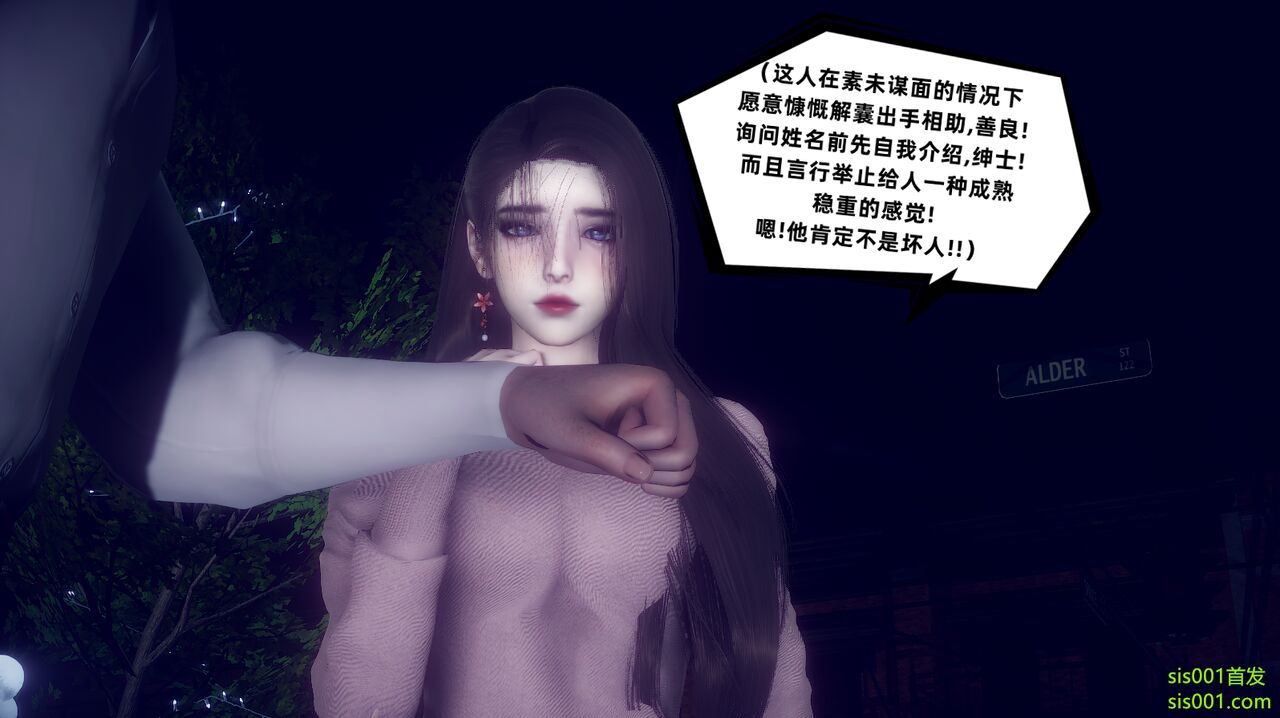 (这人在素未谋面的情况下
愿意慷慨解囊出手相助,善良!
询问姓名前先自我介绍,绅士!
而且言行举止给人一种成熟
稳重的感觉!
嗯!他肯定不是坏人!!)
ALDER ST 122
sis001首发
sis001.com